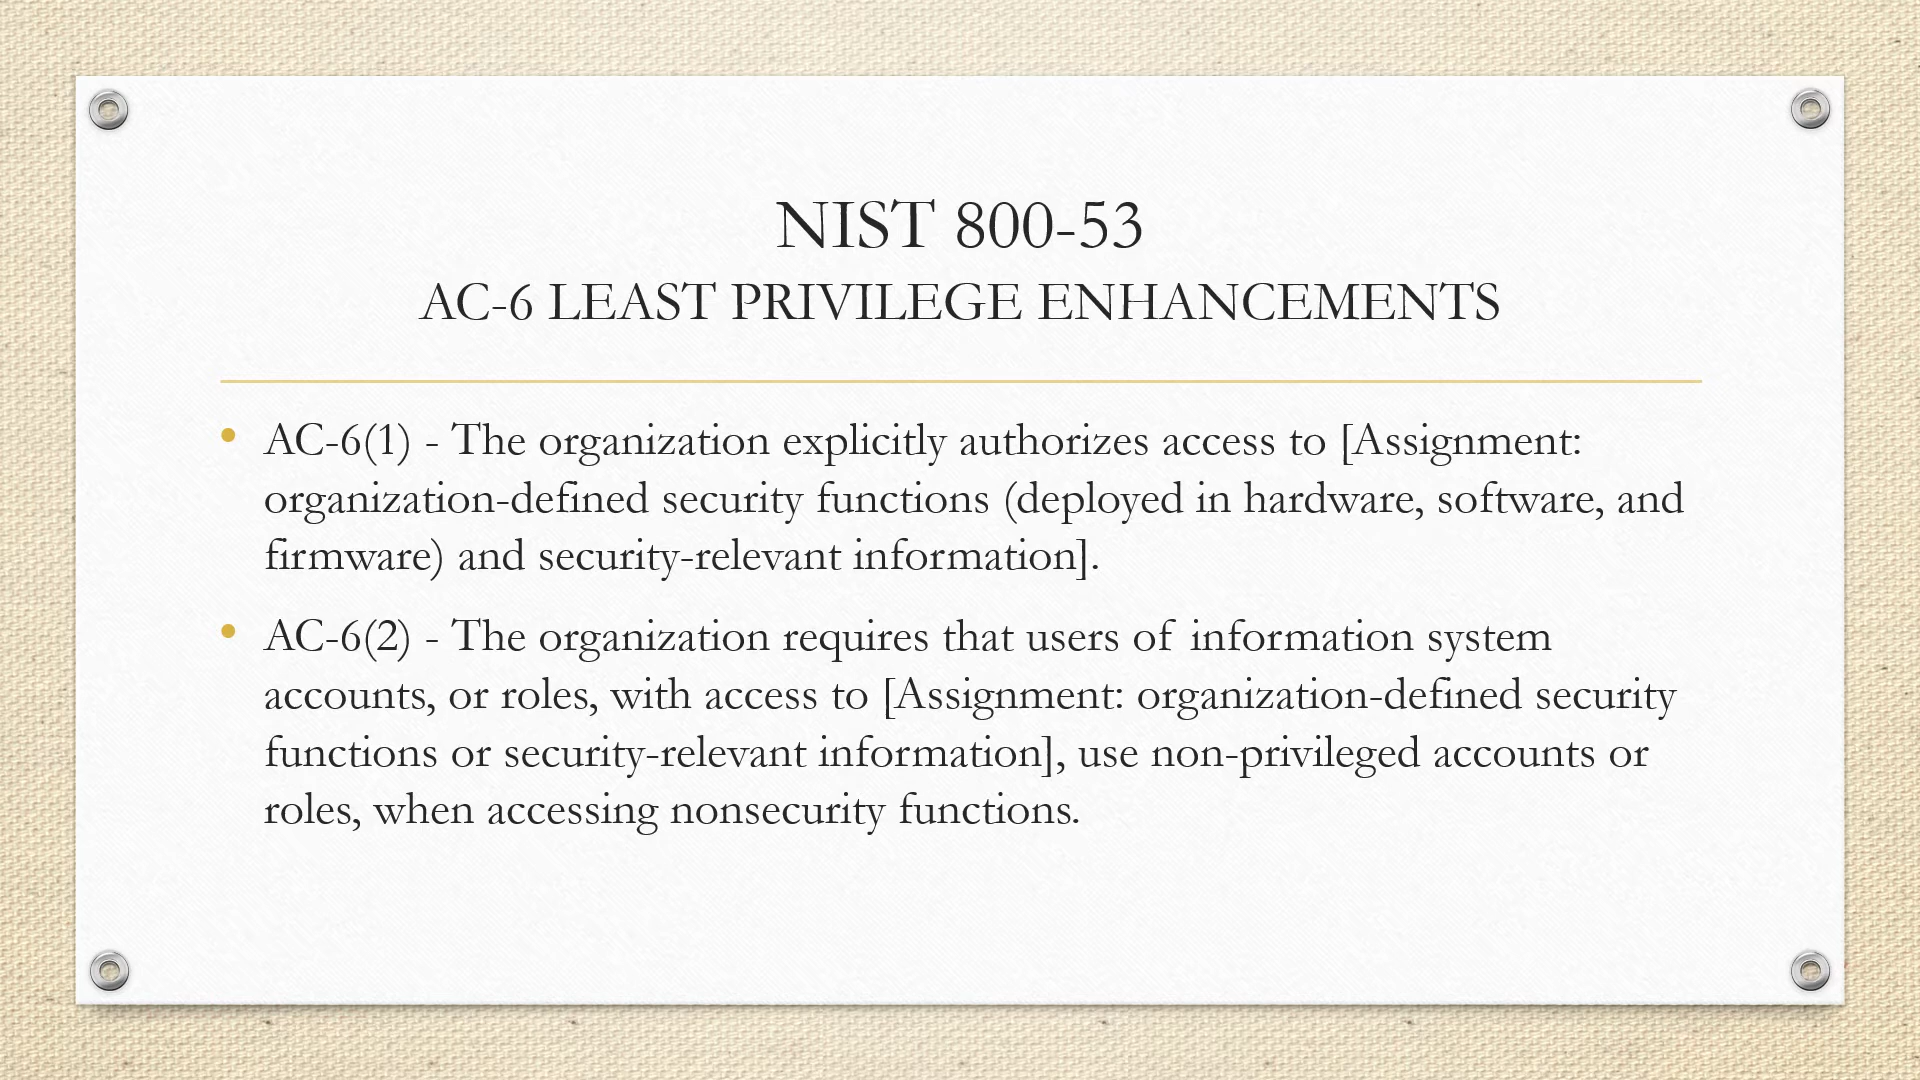 NIST 800-53
AC-6 LEAST PRIVILEGE ENHANCEMENTS
• AC-6(1) - The organization explicitly authorizes access to [Assignment:
organization-defined security functions (deployed in hardware, software, and
firmware) and security-relevant information].
• AC-6(2) - The organization requires that users of information system
accounts, or roles, with access to [Assignment: organization-defined security
functions or security-relevant information], use non-privileged accounts or
roles, when accessing nonsecurity functions.